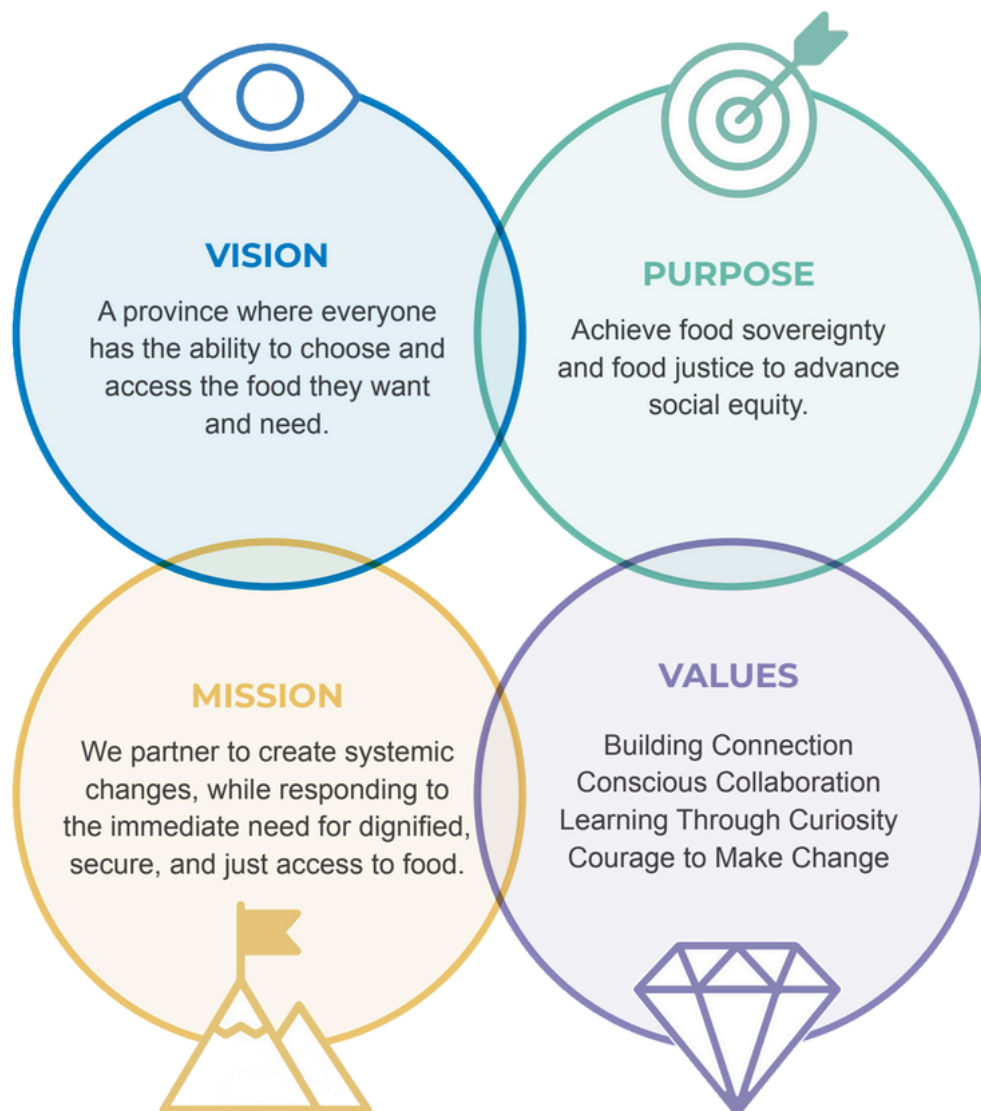 VISION
A province where everyone
has the ability to choose and
access the food they want
and need.
PURPOSE
Achieve food sovereignty
and food justice to advance
social equity.
MISSION
We partner to create systemic
changes, while responding to
the immediate need for dignified,
secure, and just access to food.
VALUES
Building Connection
Conscious Collaboration
Learning Through Curiosity
Courage to Make Change